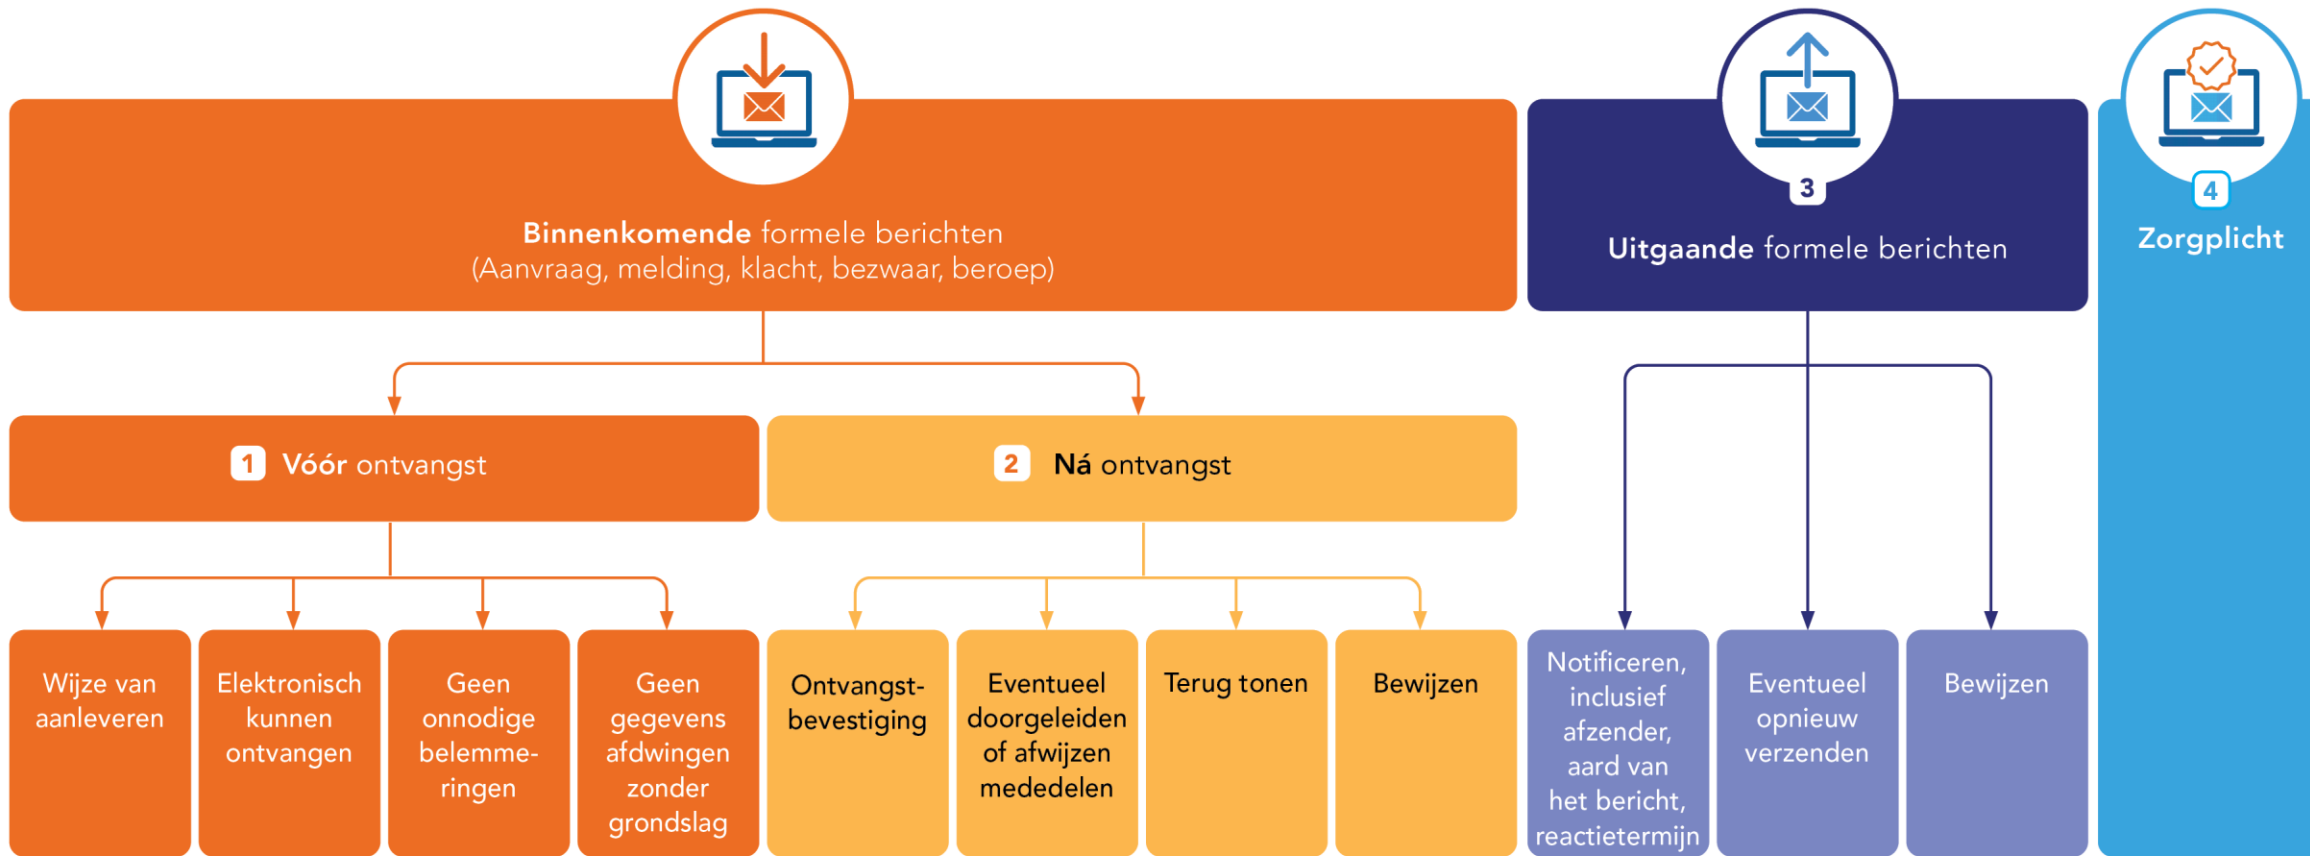 Binnenkomende formele berichten
(Aanvraag, melding, klacht, bezwaar, beroep)
3
Uitgaande formele berichten
4
Zorgplicht
1 Vóór ontvangst
2 Ná ontvangst
Wijze van
aanleveren
Elektronisch
kunnen
ontvangen
Geen
onnodige
belemme-
ringen
Geen
gegevens
afdwingen
zonder
grondslag
Ontvangst-
bevestiging
Eventueel
doorgeleiden
of afwijzen
mededelen
Terug tonen
Bewijzen
Notificeren,
inclusief
afzender,
aard van
het bericht,
reactietermijn
Eventueel
opnieuw
verzenden
Bewijzen